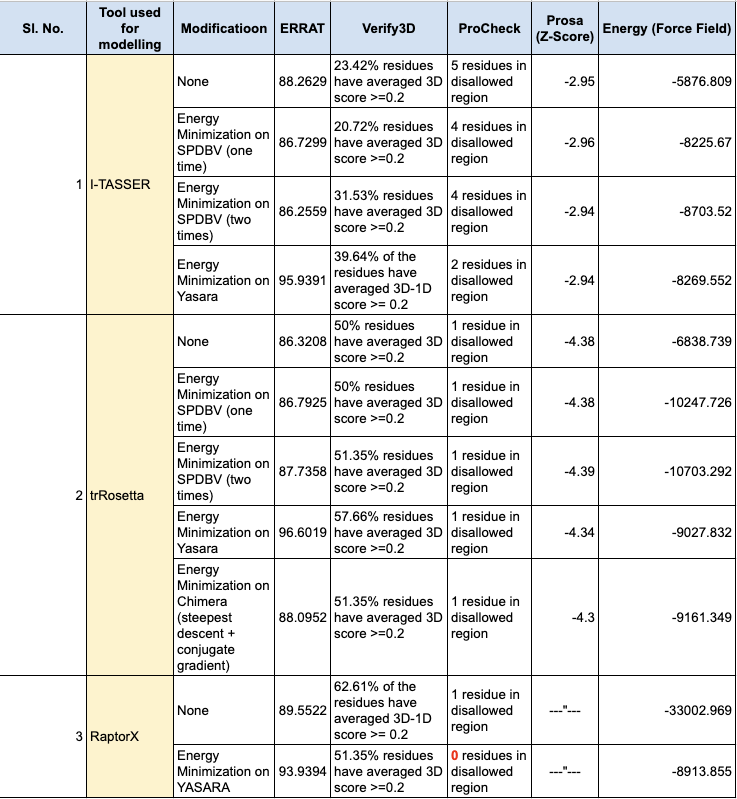 Sl. No.
Tool used
for
modelling
Modificatioon
ERRAT
Verify3D
ProCheck
Prosa
(Z-Score)
Energy (Force Field)
1
I-TASSER
None
88.2629
23.42% residues
have averaged 3D
score >=0.2
5 residues in
disallowed
region
-2.95
-5876.809
Energy
Minimization on
SPDBV (one
time)
86.7299
20.72% residues
have averaged 3D
score >=0.2
4 residues in
disallowed
region
-2.96
-8225.67
Energy
Minimization on
SPDBV (two
times)
86.2559
31.53% residues
have averaged 3D
score >=0.2
4 residues in
disallowed
region
-2.94
-8703.52
Energy
Minimization on
Yasara
95.9391
39.64% of the
residues have
averaged 3D-1D
score >= 0.2
2 residues in
disallowed
region
-2.94
-8269.552
2
trRosetta
None
86.3208
50% residues
have averaged 3D
score >=0.2
1 residue in
disallowed
region
-4.38
-6838.739
Energy
Minimization on
SPDBV (one
time)
86.7925
50% residues
have averaged 3D
score >=0.2
1 residue in
disallowed
region
-4.38
-10247.726
Energy
Minimization on
SPDBV (two
times)
87.7358
51.35% residues
have averaged 3D
score >=0.2
1 residue in
disallowed
region
-4.39
-10703.292
Energy
Minimization on
Yasara
96.6019
57.66% residues
have averaged 3D
score >=0.2
1 residue in
disallowed
region
-4.34
-9027.832
Energy
Minimization on
Chimera
(steepest
descent +
conjugate
gradient)
88.0952
51.35% residues
have averaged 3D
score >=0.2
1 residue in
disallowed
region
-4.3
-9161.349
3
RaptorX
None
89.5522
62.61% of the
residues have
averaged 3D-1D
score >= 0.2
1 residue in
disallowed
region
---"---
-33002.969
Energy
Minimization on
YASARA
93.9394
51.35% residues
have averaged 3D
score >=0.2
0 residues in
disallowed
region
---"---
-8913.855